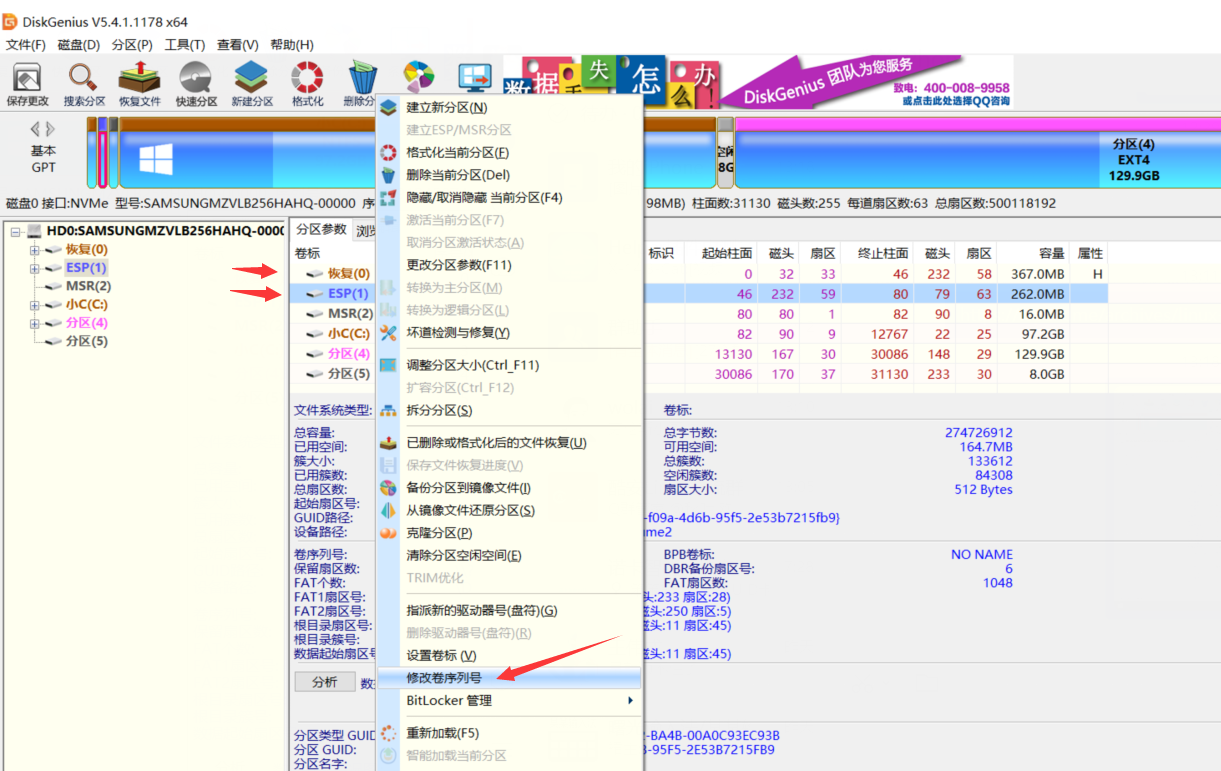 DiskGenius V5.4.1.1178 x64
文件(F) 磁盘(D) 分区(P) 工具(T) 查看(V) 帮助(H)
保存更改 搜索分区 恢复文件 快速分区 新建分区 格式化 删除分
数据丢失怎么办！
DiskGenius 团队为您服务
致电：400-008-9958
或点击此处选择QQ咨询
基本
GPT
空闲
8G
分区(4)
EXT4
129.9GB
磁盘0 接口:NVMe 型号:SAMSUNGMZVLB256HAHQ-00000 序
98MB) 柱面数:31130 磁头数:255 每道扇区数:63 总扇区数:500118192
HD0:SAMSUNGMZVLB256HAHQ-0000
恢复(0)
ESP(1)
MSR(2)
小C(C:)
分区(4)
分区(5)
分区参数 浏览
卷标 标识 起始柱面 磁头 扇区 终止柱面 磁头 扇区 容量 属性
恢复(0) 0 32 33 46 232 58 367.0MB H
ESP(1) 46 232 59 80 79 63 262.0MB
MSR(2) 80 80 1 82 90 8 16.0MB
小C(C:) 82 90 9 12767 22 25 97.2GB
分区(4) 13130 167 30 30086 148 29 129.9GB
分区(5) 30086 170 37 31130 233 30 8.0GB
建立新分区(N)
建立ESP/MSR分区
格式化当前分区(F)
删除当前分区(Del)
隐藏/取消隐藏 当前分区(F4)
激活当前分区(F7)
取消分区激活状态(A)
更改分区参数(F11)
转换为主分区(M)
转换为逻辑分区(L)
坏道检测与修复(Y)
调整分区大小(Ctrl_F11)
扩容分区(Ctrl_F12)
拆分分区(S)
已删除或格式化后的文件恢复(U)
保存文件恢复进度(V)
备份分区到镜像文件(I)
从镜像文件还原分区(S)
克隆分区(P)
清除分区空闲空间(E)
TRIM优化
指派新的驱动器号(盘符)(G)
删除驱动器号(盘符)(R)
设置卷标 (V)
修改卷序列号
BitLocker 管理
重新加载(F5)
智能加载当前分区
文件系统类型: 卷标:
总容量: 总字节数: 274726912
已用空间: 可用空间: 164.7MB
簇大小: 总簇数: 133612
已用簇数: 空闲簇数: 84308
总扇区数: 扇区大小: 512 Bytes
起始扇区号:
GUID路径: -f09a-4d6b-95f5-2e53b7215fb9}
设备路径: ume2
卷序列号: BPB卷标: NO NAME
保留扇区数: DBR备份扇区号: 6
FAT个数: FAT扇区数: 1048
FAT1扇区号: 头:233 扇区:28)
FAT2扇区号: 磁头:250 扇区:5)
根目录扇区号: 磁头:11 扇区:45)
根目录簇号:
数据起始扇区号 磁头:11 扇区:45)
分析 数
分区类型 GUID -BA4B-00A0C93EC93B
分区 GUID: -95F5-2E53B7215FB9
分区名字: